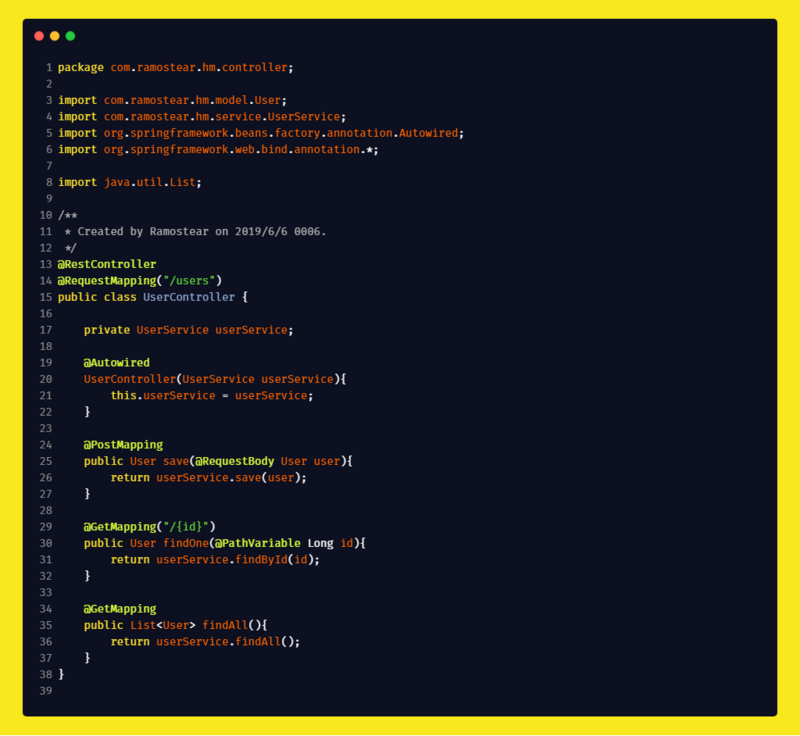 1 package com.ramostear.hm.controller;
2
3 import com.ramostear.hm.model.User;
4 import com.ramostear.hm.service.UserService;
5 import org.springframework.beans.factory.annotation.Autowired;
6 import org.springframework.web.bind.annotation.*;
7
8 import java.util.List;
9
10 /**
11  * Created by Ramostear on 2019/6/6 0006.
12  */
13 @RestController
14 @RequestMapping("/users")
15 public class UserController {
16
17     private UserService userService;
18
19     @Autowired
20     UserController(UserService userService){
21         this.userService = userService;
22     }
23
24     @PostMapping
25     public User save(@RequestBody User user){
26         return userService.save(user);
27     }
28
29     @GetMapping("/{id}")
30     public User findOne(@PathVariable Long id){
31         return userService.findById(id);
32     }
33
34     @GetMapping
35     public List<User> findAll(){
36         return userService.findAll();
37     }
38 }
39